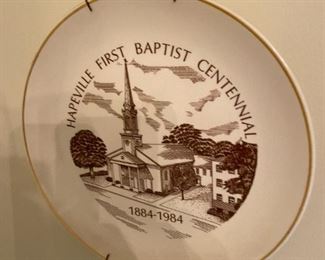 HAPEVILLE FIRST BAPTIST CENTENNIAL
1884-1984